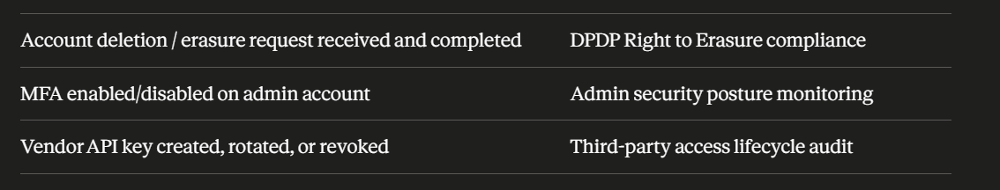 Account deletion / erasure request received and completed DPDP Right to Erasure compliance
MFA enabled/disabled on admin account Admin security posture monitoring
Vendor API key created, rotated, or revoked Third-party access lifecycle audit